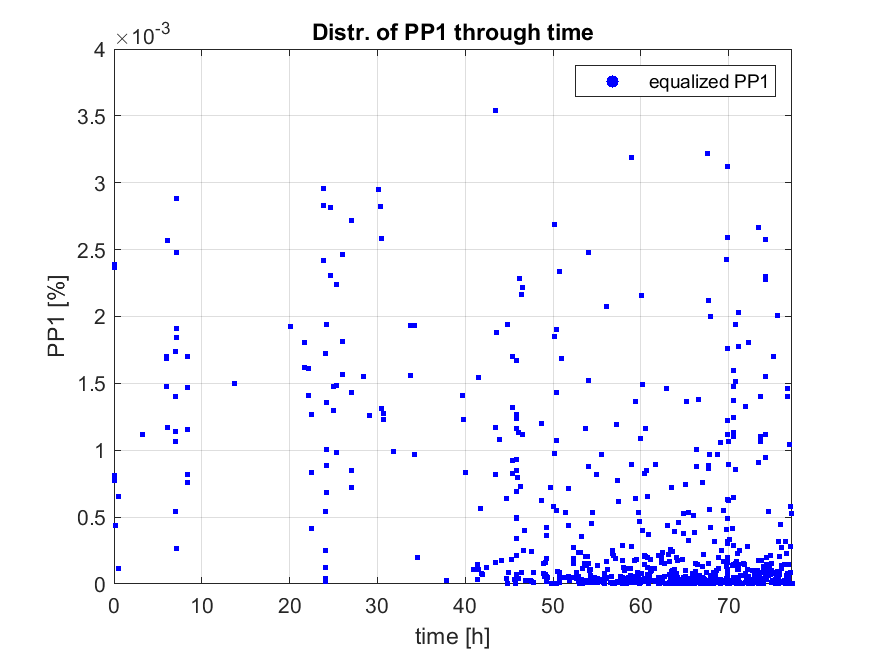 Distr. of PP1 through time
×10⁻³
equalized PP1
4
3.5
3
2.5
2
1.5
1
0.5
0
PP1 [%]
0 10 20 30 40 50 60 70
time [h]